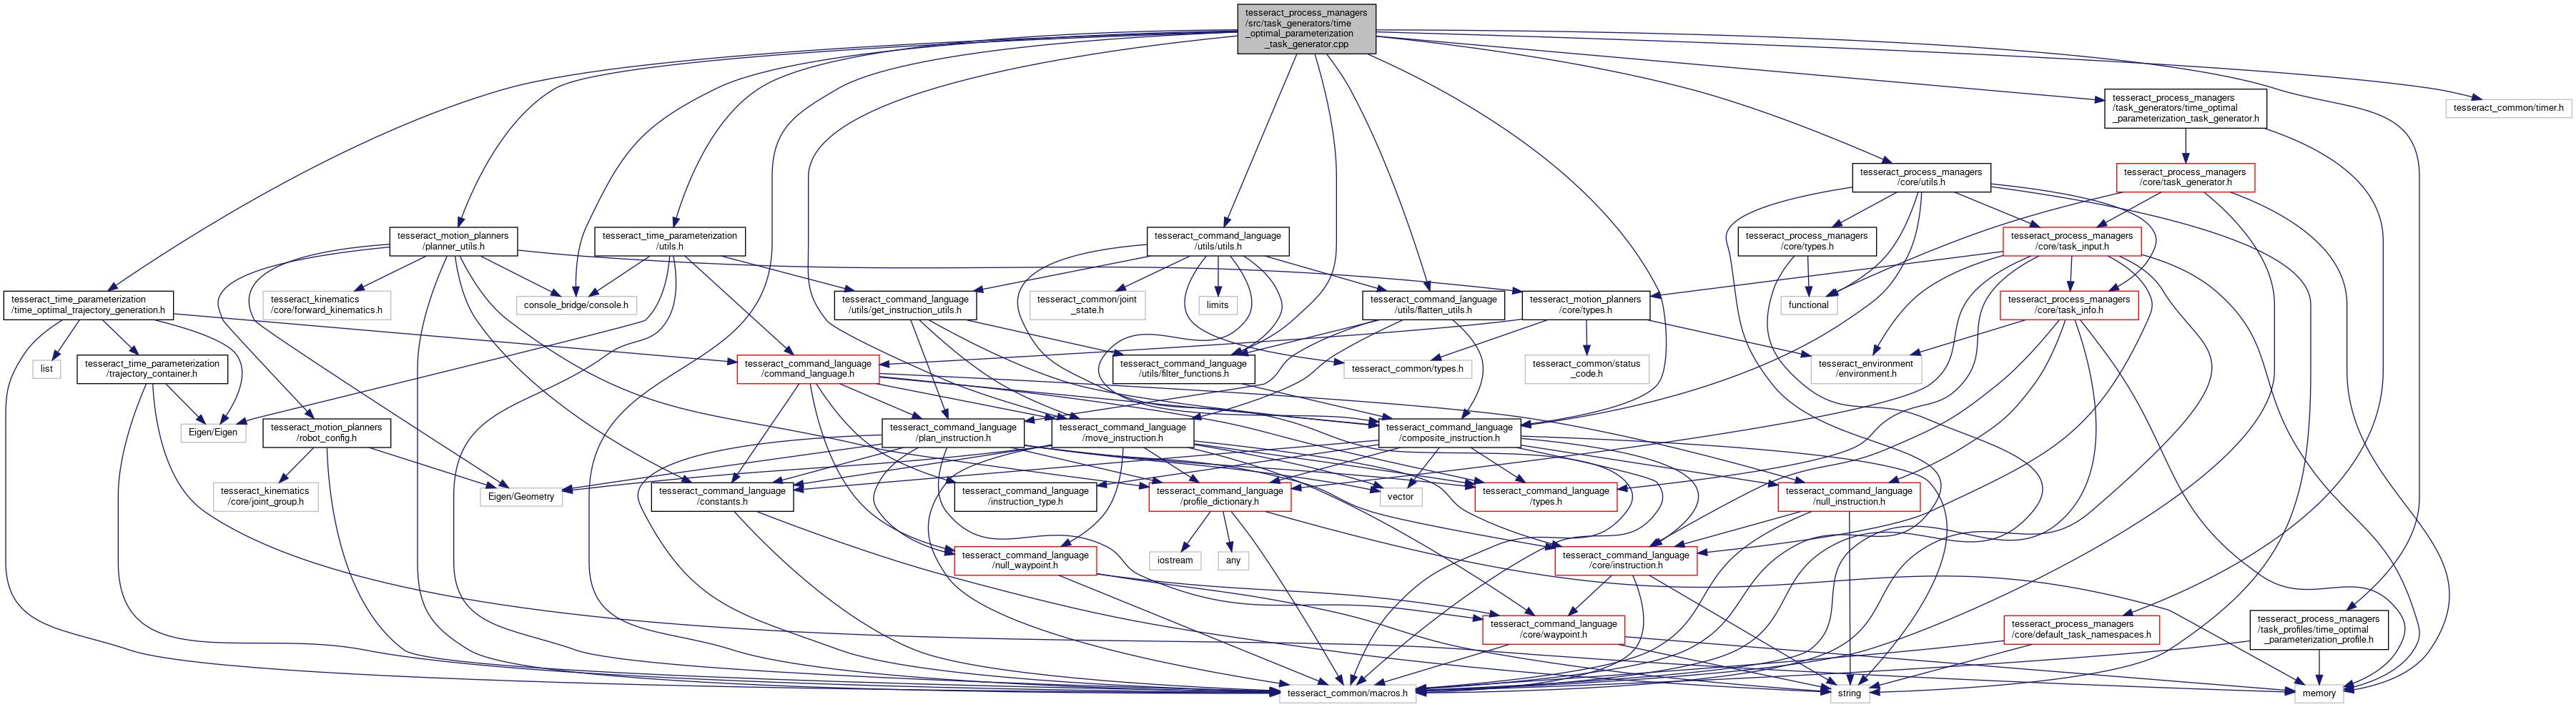 tesseract_process_managers
/src/task_generators/time
_optimal_parameterization
_task_generator.cpp
tesseract_process_managers
/task_generators/time_optimal
_parameterization_task_generator.h
tesseract_common/timer.h
tesseract_process_managers
/core/utils.h
tesseract_process_managers
/core/task_generator.h
tesseract_motion_planners
/planner_utils.h
tesseract_time_parameterization
/utils.h
tesseract_command_language
/utils/utils.h
tesseract_process_managers
/core/types.h
tesseract_process_managers
/core/task_input.h
tesseract_time_parameterization
/time_optimal_trajectory_generation.h
tesseract_kinematics
/core/forward_kinematics.h
console_bridge/console.h
tesseract_command_language
/utils/get_instruction_utils.h
tesseract_common/joint
_state.h
limits
tesseract_command_language
/utils/flatten_utils.h
tesseract_motion_planners
/core/types.h
functional
tesseract_process_managers
/core/task_info.h
list
tesseract_time_parameterization
/trajectory_container.h
tesseract_command_language
/command_language.h
tesseract_command_language
/utils/filter_functions.h
tesseract_common/types.h
tesseract_common/status
_code.h
tesseract_environment
/environment.h
Eigen/Eigen
tesseract_motion_planners
/robot_config.h
tesseract_command_language
/plan_instruction.h
tesseract_command_language
/move_instruction.h
tesseract_command_language
/composite_instruction.h
tesseract_kinematics
/core/joint_group.h
Eigen/Geometry
tesseract_command_language
/constants.h
tesseract_command_language
/instruction_type.h
tesseract_command_language
/profile_dictionary.h
vector
tesseract_command_language
/types.h
tesseract_command_language
/null_instruction.h
tesseract_command_language
/null_waypoint.h
iostream
any
tesseract_command_language
/core/instruction.h
tesseract_command_language
/core/waypoint.h
tesseract_process_managers
/core/default_task_namespaces.h
tesseract_process_managers
/task_profiles/time_optimal
_parameterization_profile.h
tesseract_common/macros.h
string
memory